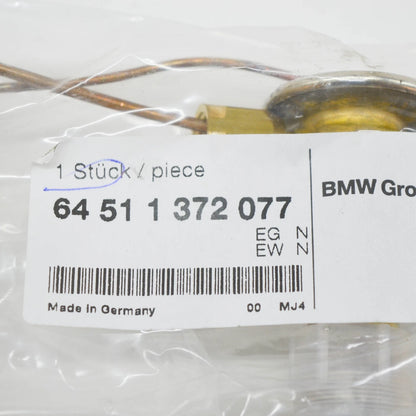 1 Stück / piece
64 51 1 372 077
BMW Gro
EG N
EW N
Made in Germany 00 MJ4